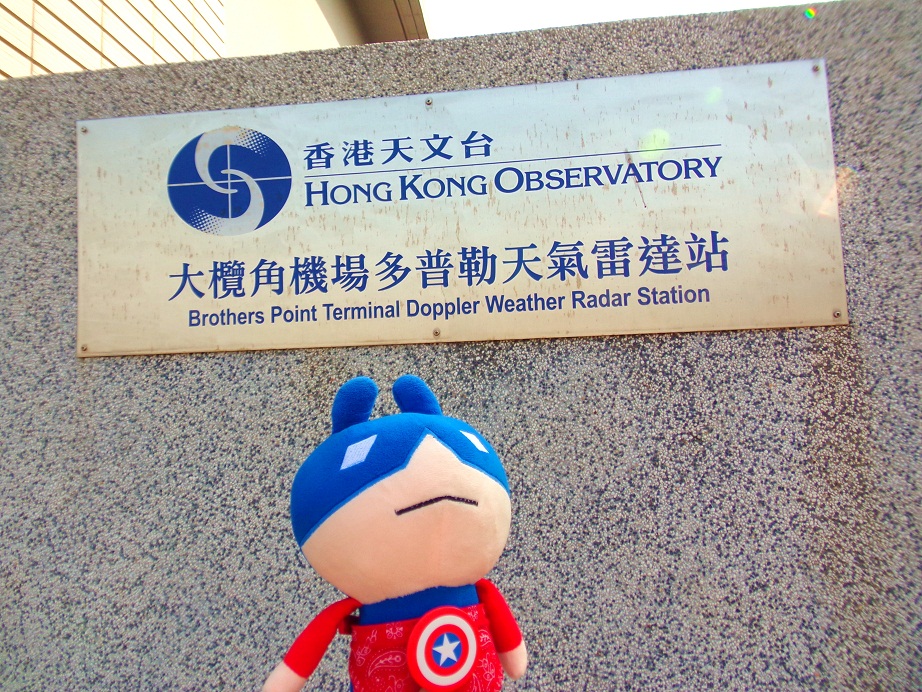 香港天文台
HONG KONG OBSERVATORY
大欖角機場多普勒天氣雷達站
Brothers Point Terminal Doppler Weather Radar Station